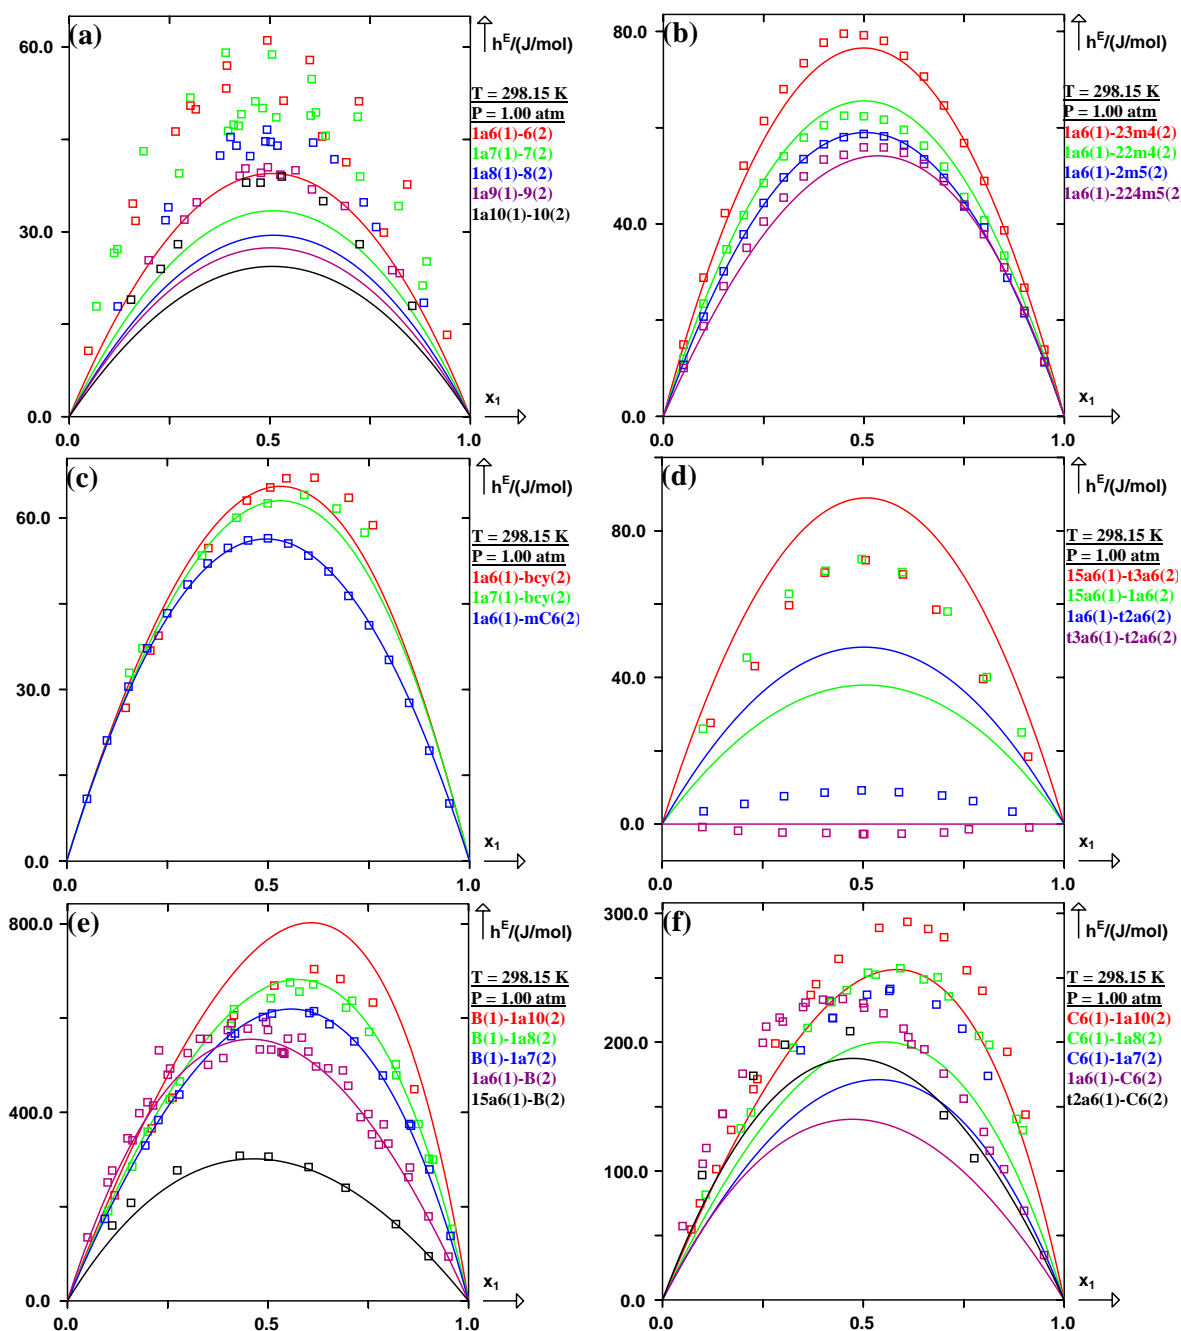 (a)
h^E/(J/mol)
60.0
T = 298.15 K
P = 1.00 atm
1a6(1)-6(2)
1a7(1)-7(2)
1a8(1)-8(2)
1a9(1)-9(2)
1a10(1)-10(2)
30.0
0.0
x₁
0.0 0.5 1.0
(b)
h^E/(J/mol)
80.0
T = 298.15 K
P = 1.00 atm
1a6(1)-23m4(2)
1a6(1)-22m4(2)
1a6(1)-2m5(2)
1a6(1)-224m5(2)
40.0
0.0
x₁
0.0 0.5 1.0
(c)
h^E/(J/mol)
60.0
T = 298.15 K
P = 1.00 atm
1a6(1)-bcy(2)
1a7(1)-bcy(2)
1a6(1)-mC6(2)
30.0
0.0
x₁
0.0 0.5 1.0
(d)
h^E/(J/mol)
80.0
T = 298.15 K
P = 1.00 atm
15a6(1)-t3a6(2)
15a6(1)-1a6(2)
1a6(1)-t2a6(2)
t3a6(1)-t2a6(2)
40.0
0.0
x₁
0.0 0.5 1.0
(e)
h^E/(J/mol)
800.0
T = 298.15 K
P = 1.00 atm
B(1)-1a10(2)
B(1)-1a8(2)
B(1)-1a7(2)
1a6(1)-B(2)
15a6(1)-B(2)
400.0
0.0
x₁
0.0 0.5 1.0
(f)
h^E/(J/mol)
300.0
T = 298.15 K
P = 1.00 atm
C6(1)-1a10(2)
C6(1)-1a8(2)
C6(1)-1a7(2)
1a6(1)-C6(2)
t2a6(1)-C6(2)
200.0
100.0
0.0
x₁
0.0 0.5 1.0